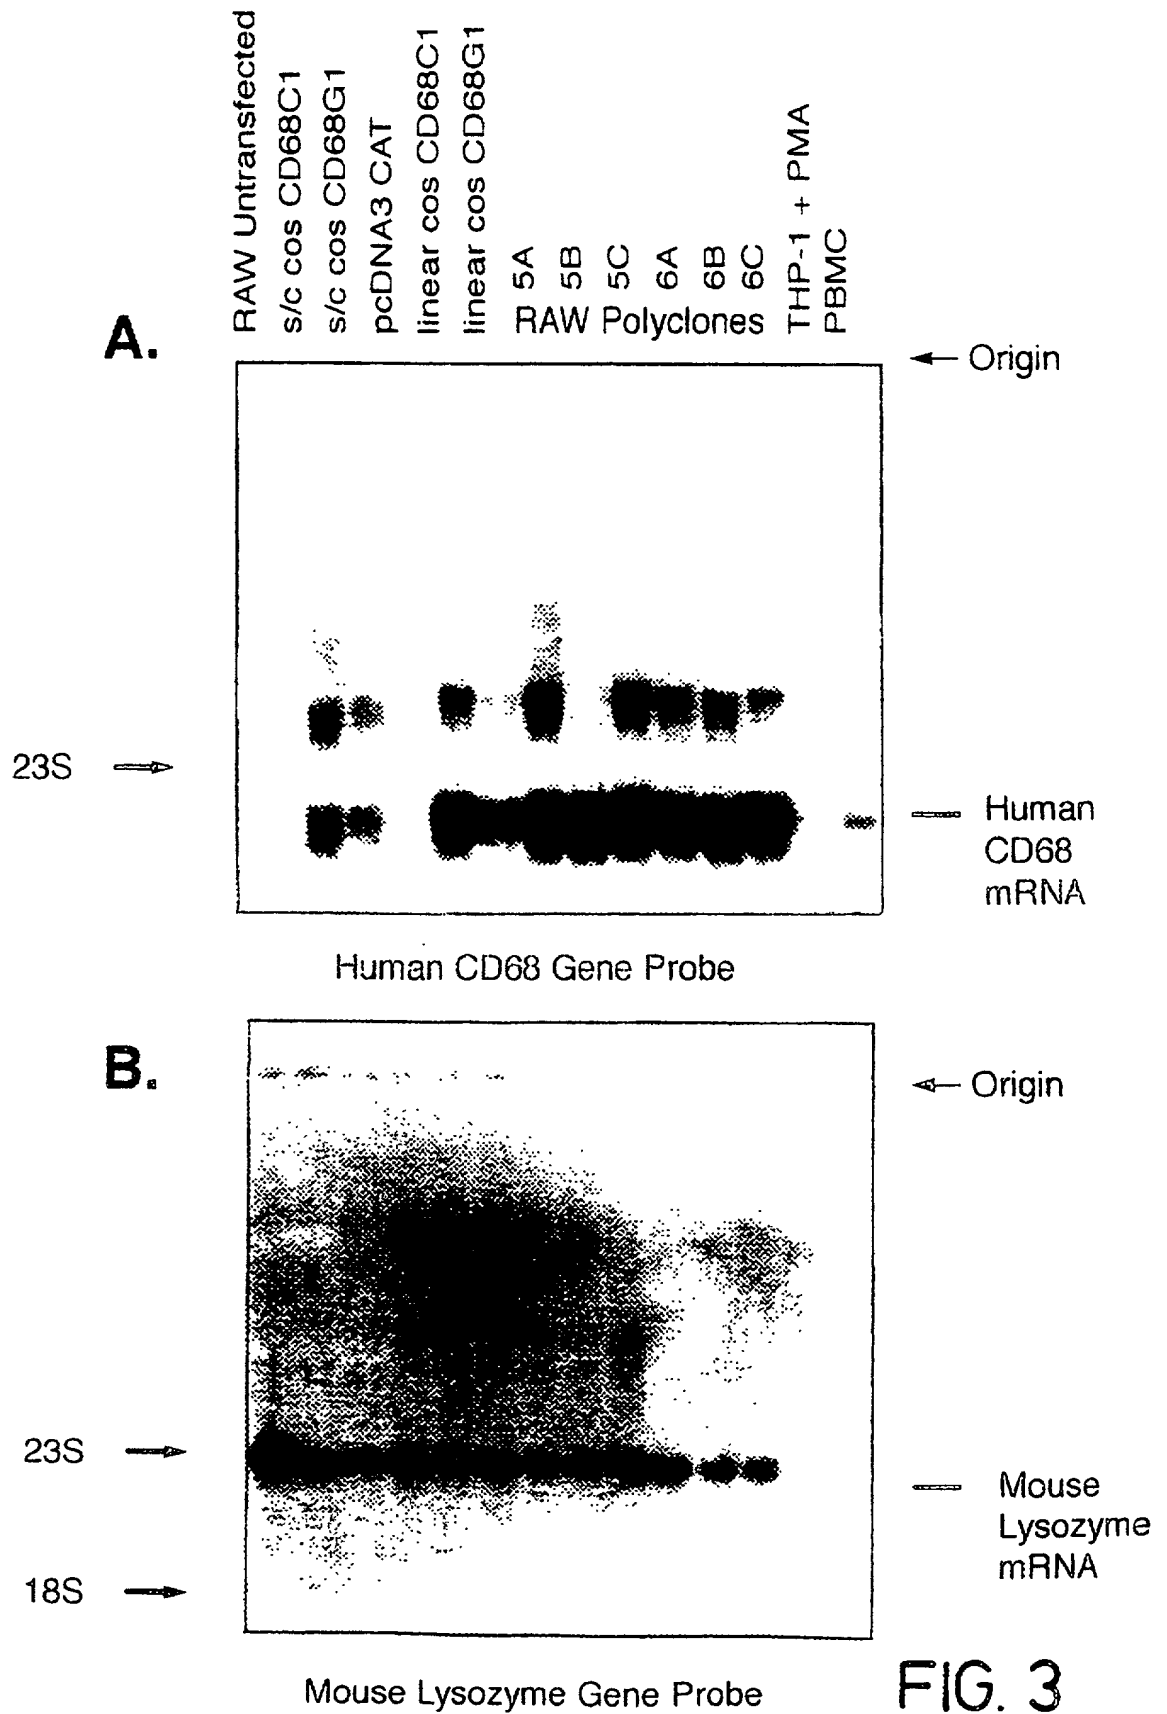 RAW Untransfected
s/c cos CD68C1
s/c cos CD68G1
pcDNA3 CAT
linear cos CD68C1
linear cos CD68G1
5A
5B
5C
6A
6B
6C
RAW Polyclones
THP-1 + PMA
PBMC
A.
Origin
23S
Human
CD68
mRNA
Human CD68 Gene Probe
B.
Origin
23S
Mouse
Lysozyme
mRNA
18S
Mouse Lysozyme Gene Probe
FIG. 3